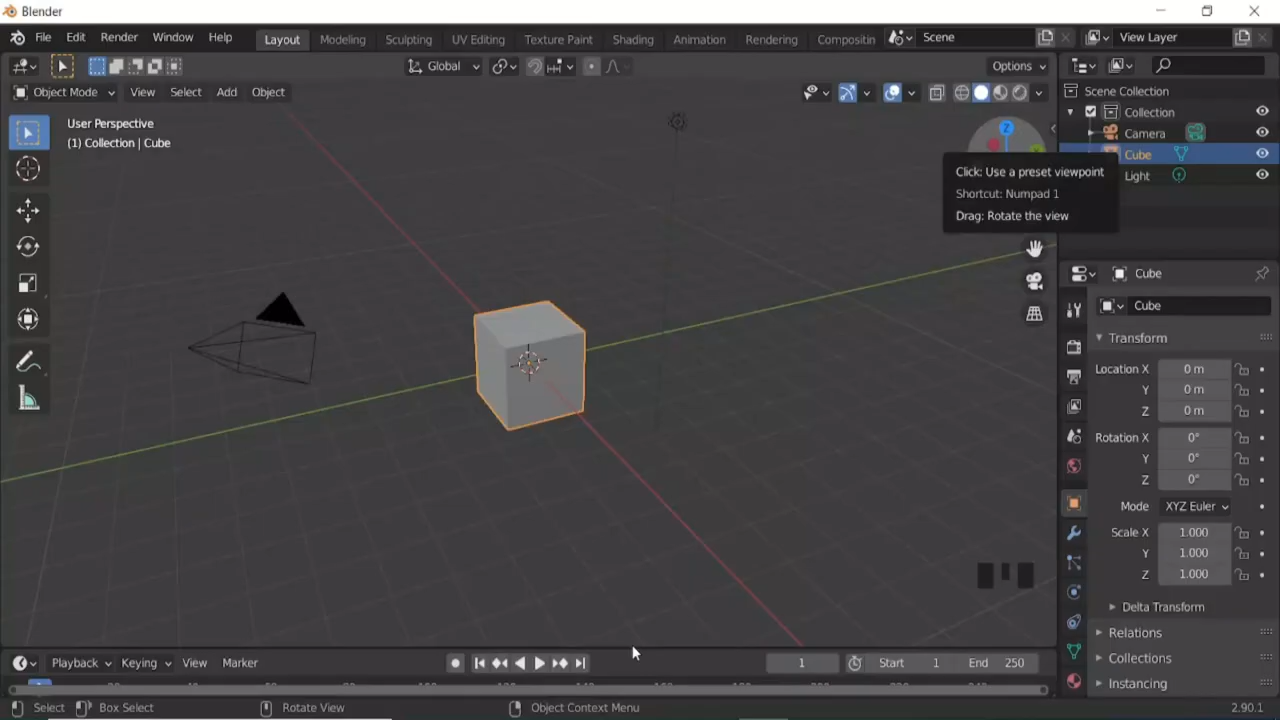 Blender
File Edit Render Window Help Layout Modeling Sculpting UV Editing Texture Paint Shading Animation Rendering Compositin Scene View Layer
Global Options
Object Mode View Select Add Object
User Perspective
(1) Collection | Cube
Z
Click: Use a preset viewpoint
Shortcut: Numpad 1
Drag: Rotate the view
Scene Collection
Collection
Camera
Cube
Light
Cube
Cube
Transform
Location X 0 m
Y 0 m
Z 0 m
Rotation X 0°
Y 0°
Z 0°
Mode XYZ Euler
Scale X 1.000
Y 1.000
Z 1.000
Delta Transform
Relations
Collections
Instancing
Playback Keying View Marker 1 Start 1 End 250
Select Box Select Rotate View Object Context Menu 2.90.1